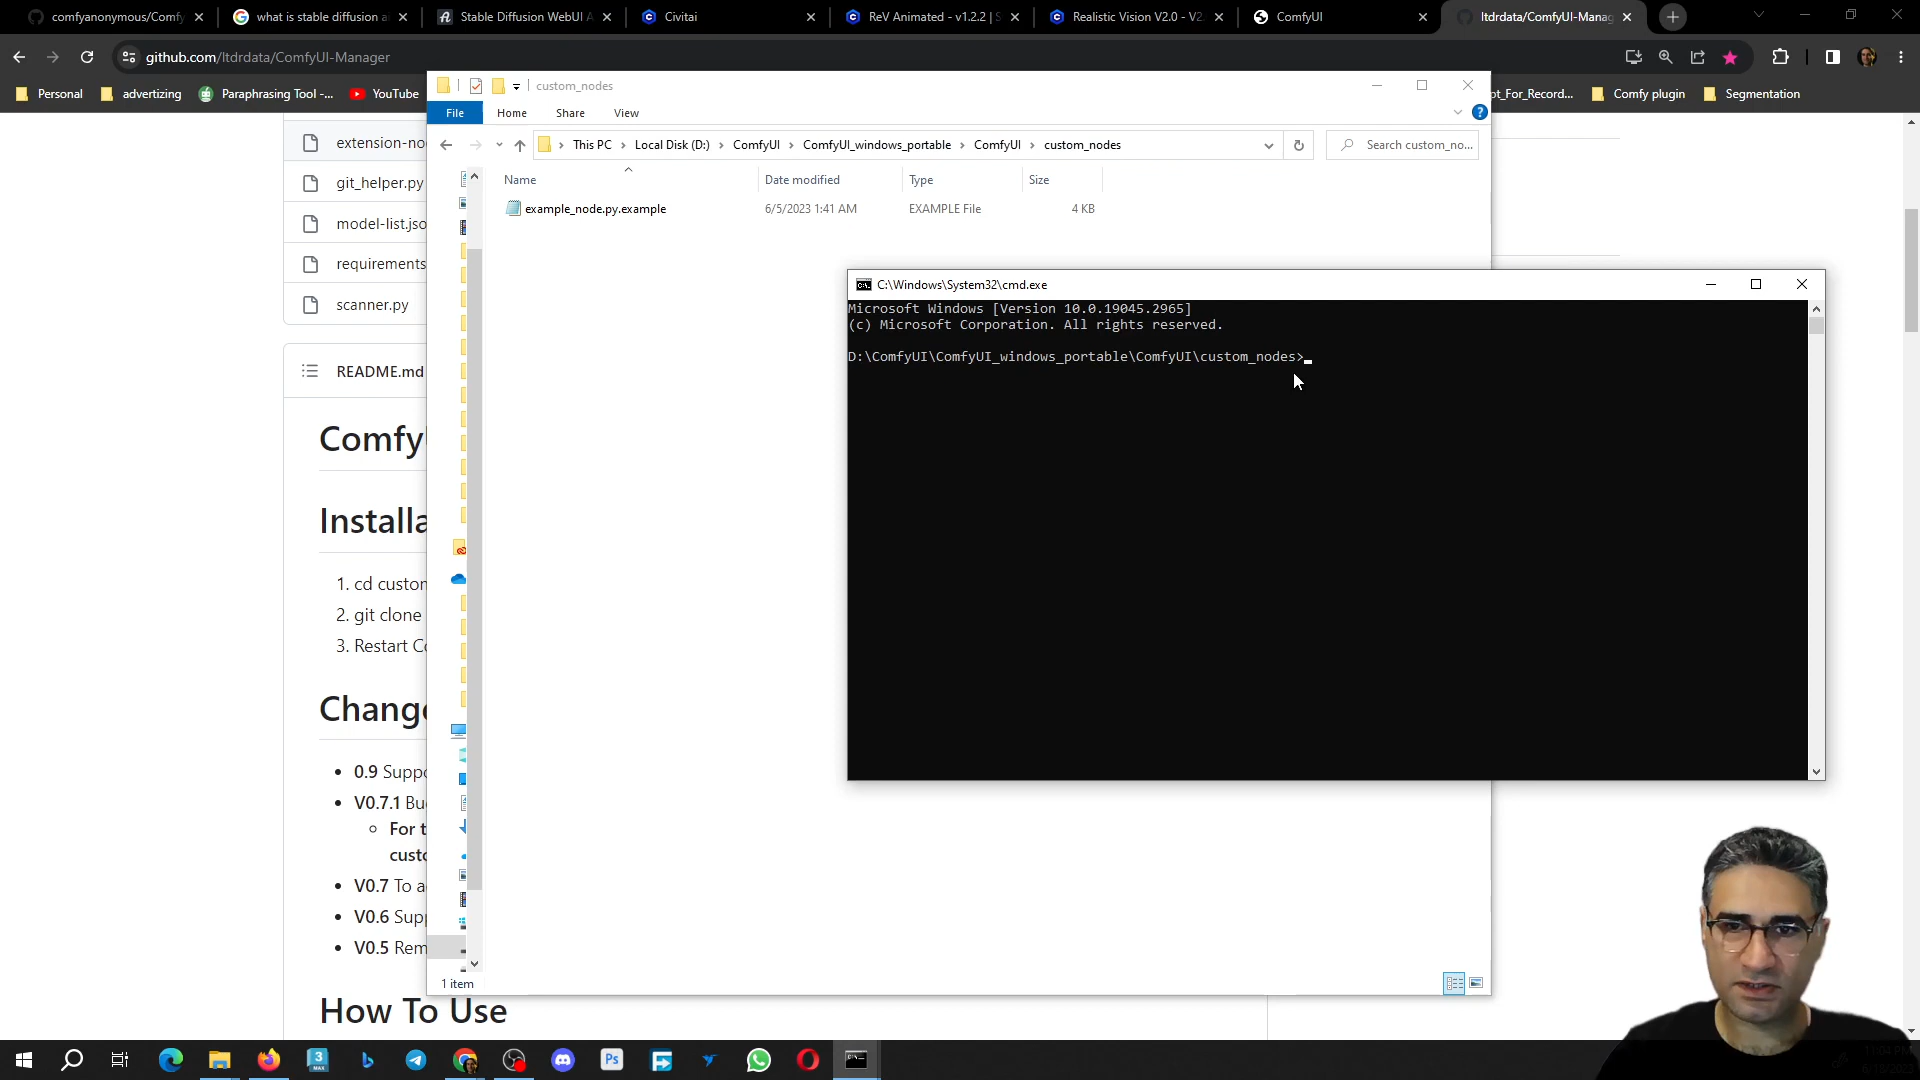 comfyanonymous/Comfy
what is stable diffusion a
Stable Diffusion WebUI A
Civitai
ReV Animated - v1.2.2 | S
Realistic Vision V2.0 - V2
ComfyUI
ltdrdata/ComfyUI-Manag
github.com/ltdrdata/ComfyUI-Manager
Personal
advertizing
Paraphrasing Tool -...
YouTube
pt_For_Record...
Comfy plugin
Segmentation
custom_nodes
File
Home
Share
View
This PC
Local Disk (D:)
ComfyUI
ComfyUI_windows_portable
ComfyUI
custom_nodes
Search custom_no...
Name
Date modified
Type
Size
example_node.py.example
6/5/2023 1:41 AM
EXAMPLE File
4 KB
extension-no
git_helper.py
model-list.jso
requirements
scanner.py
README.md
C:\Windows\System32\cmd.exe
Microsoft Windows [Version 10.0.19045.2965]
(c) Microsoft Corporation. All rights reserved.
D:\ComfyUI\ComfyUI_windows_portable\ComfyUI\custom_nodes>
ComfyU
Installa
1. cd custom
2. git clone
3. Restart Co
Change
0.9 Suppo
V0.7.1 Bu
For t
custo
V0.7 To a
V0.6 Supp
V0.5 Rem
1 item
How To Use